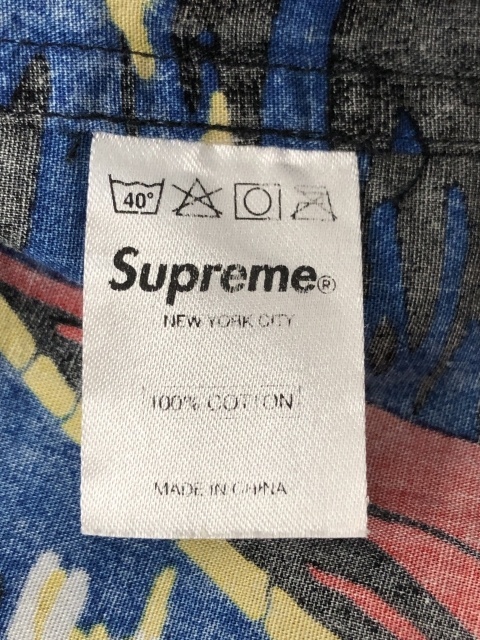 40°
Supreme®
NEW YORK CITY
100% COTTON
MADE IN CHINA